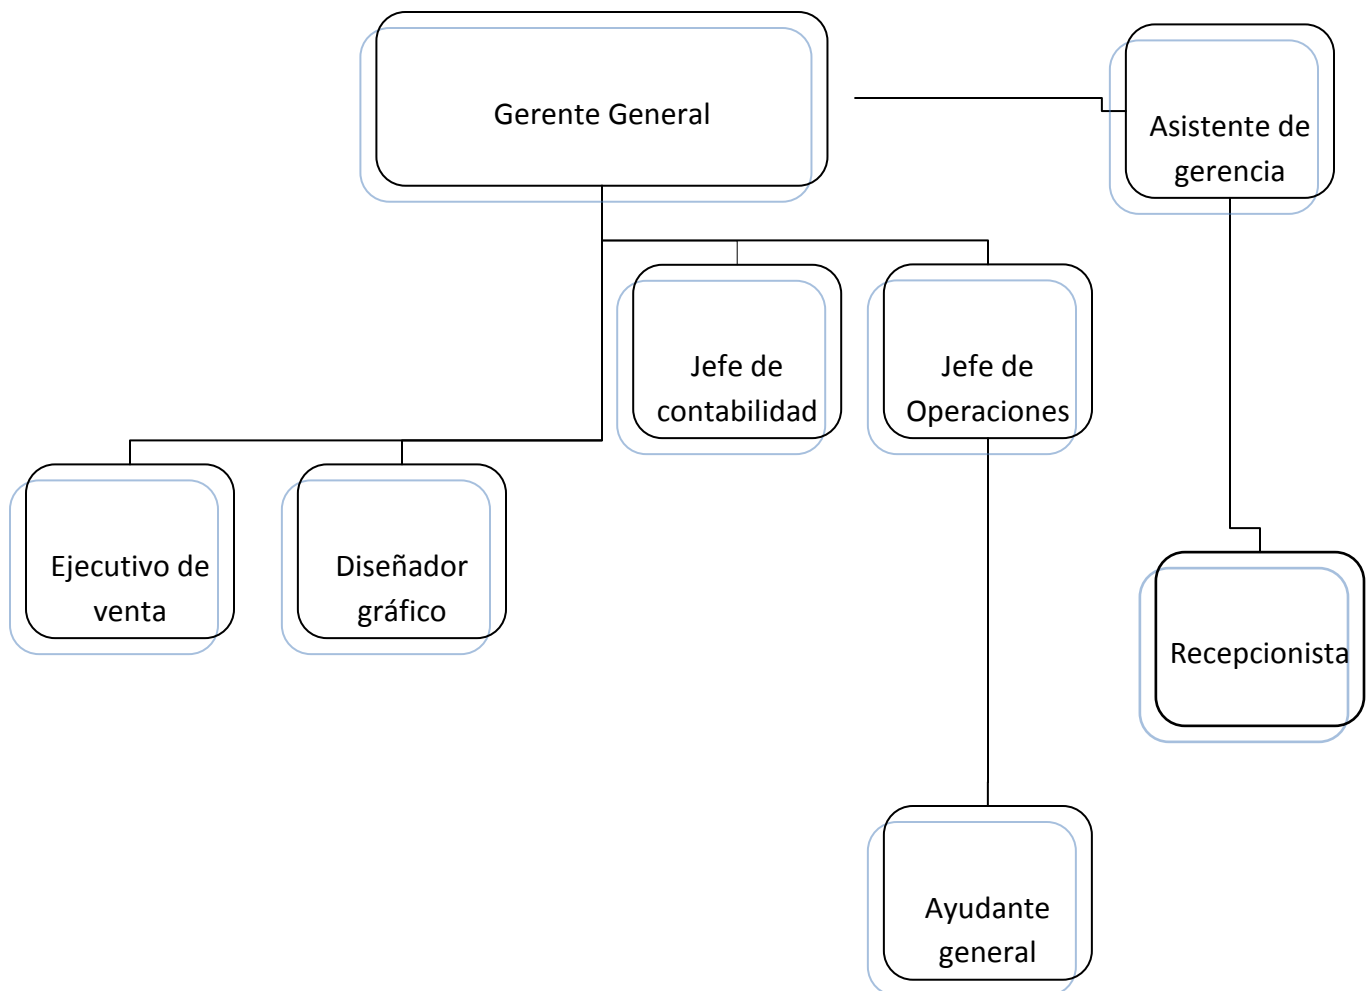 Gerente General
Asistente de
gerencia
Jefe de
contabilidad
Jefe de
Operaciones
Ejecutivo de
venta
Diseñador
gráfico
Recepcionista
Ayudante
general